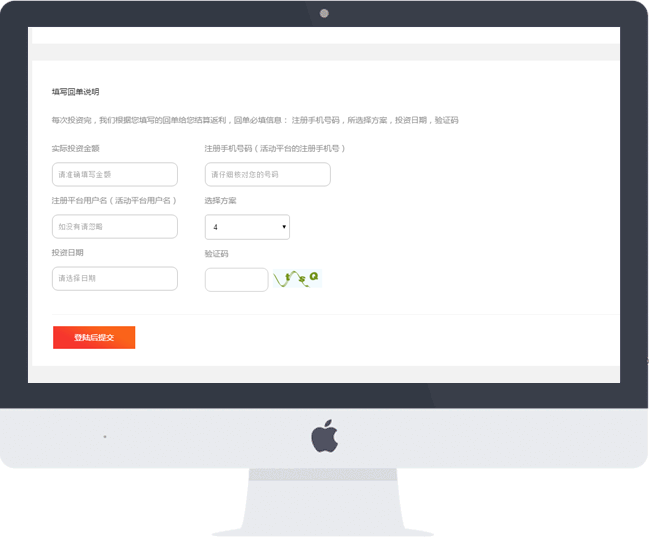 填写回单说明
每次投资完，我们根据您填写的回单给您结算返利，回单必填信息： 注册手机号码，所选择方案，投资日期，验证码
实际投资金额
注册手机号码（活动平台的注册手机号）
请准确填写金额
请仔细核对您的号码
注册平台用户名（活动平台用户名）
选择方案
如没有请忽略
4
投资日期
验证码
请选择日期
t s Q
登陆后提交